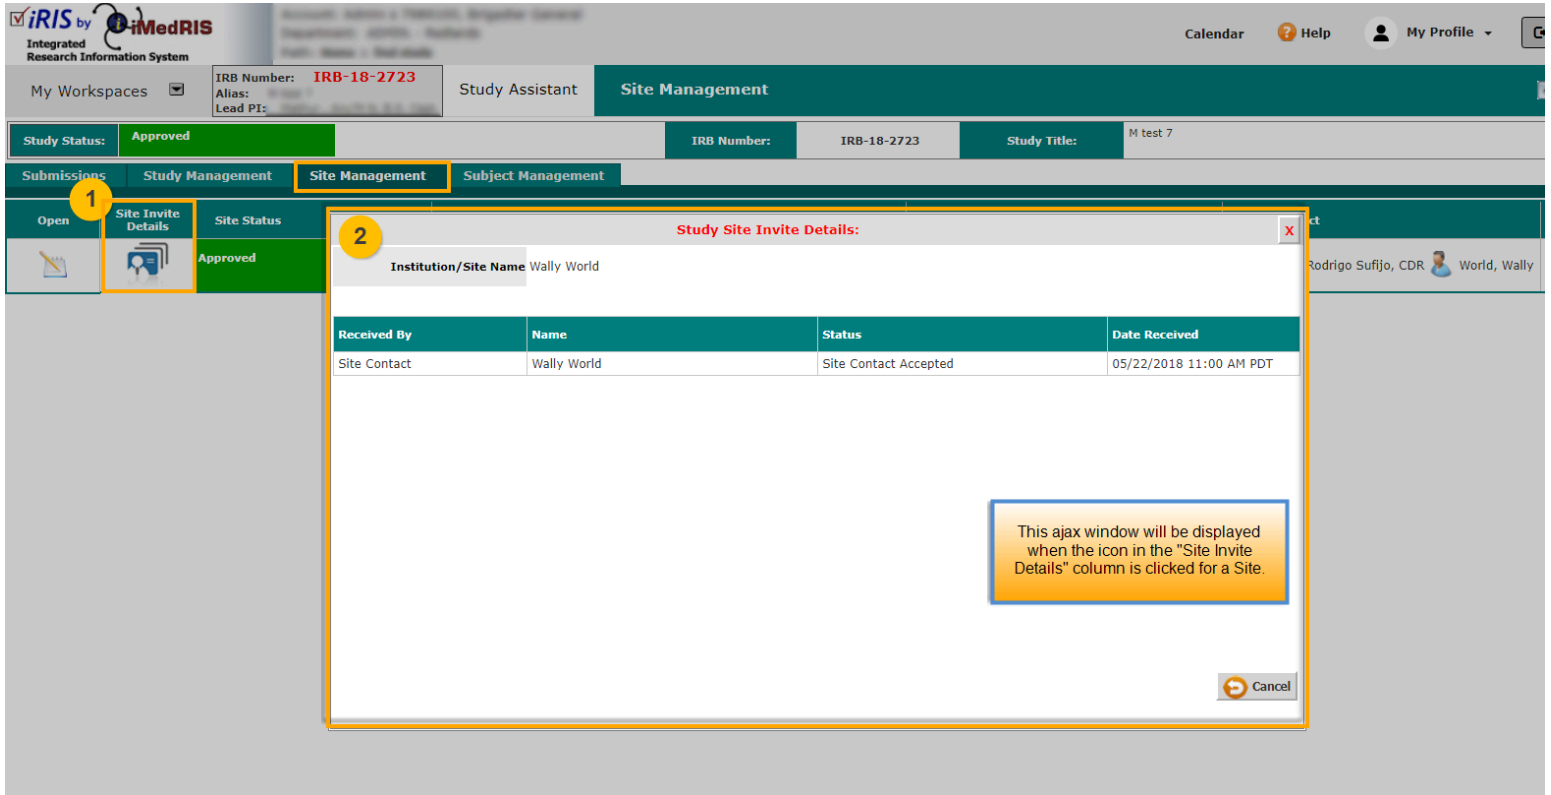 iRIS by iMedRIS
Integrated
Research Information System
Calendar
Help
My Profile
My Workspaces
IRB Number: IRB-18-2723
Alias:
Lead PI:
Study Assistant
Site Management
Study Status:
Approved
IRB Number:
IRB-18-2723
Study Title:
M test 7
Submissions
Study Management
Site Management
Subject Management
1
Open
Site Invite
Details
Site Status
Approved
2
Study Site Invite Details:
X
ct
Institution/Site Name Wally World
Rodrigo Sufijo, CDR
World, Wally
Received By
Name
Status
Date Received
Site Contact
Wally World
Site Contact Accepted
05/22/2018 11:00 AM PDT
This ajax window will be displayed
when the icon in the "Site Invite
Details" column is clicked for a Site.
Cancel